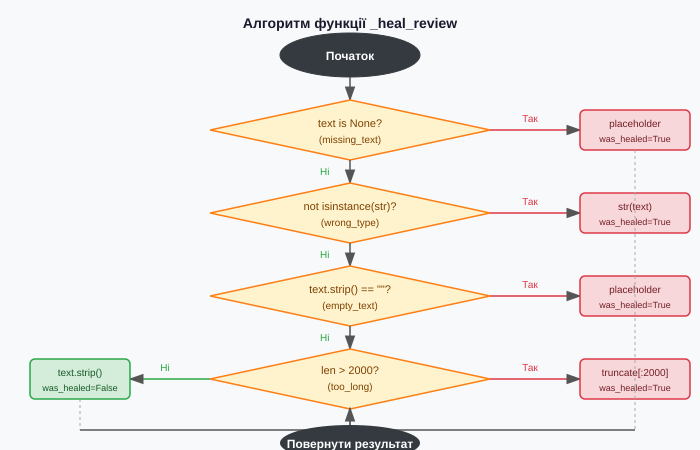 Алгоритм функції _heal_review
Початок
text is None?
(missing_text)
Так
placeholder
was_healed=True
Ні
not isinstance(str)?
(wrong_type)
Так
str(text)
was_healed=True
Ні
text.strip() == ""?
(empty_text)
Так
placeholder
was_healed=True
Ні
len > 2000?
(too_long)
Так
truncate[:2000]
was_healed=True
Ні
text.strip()
was_healed=False
Повернути результат